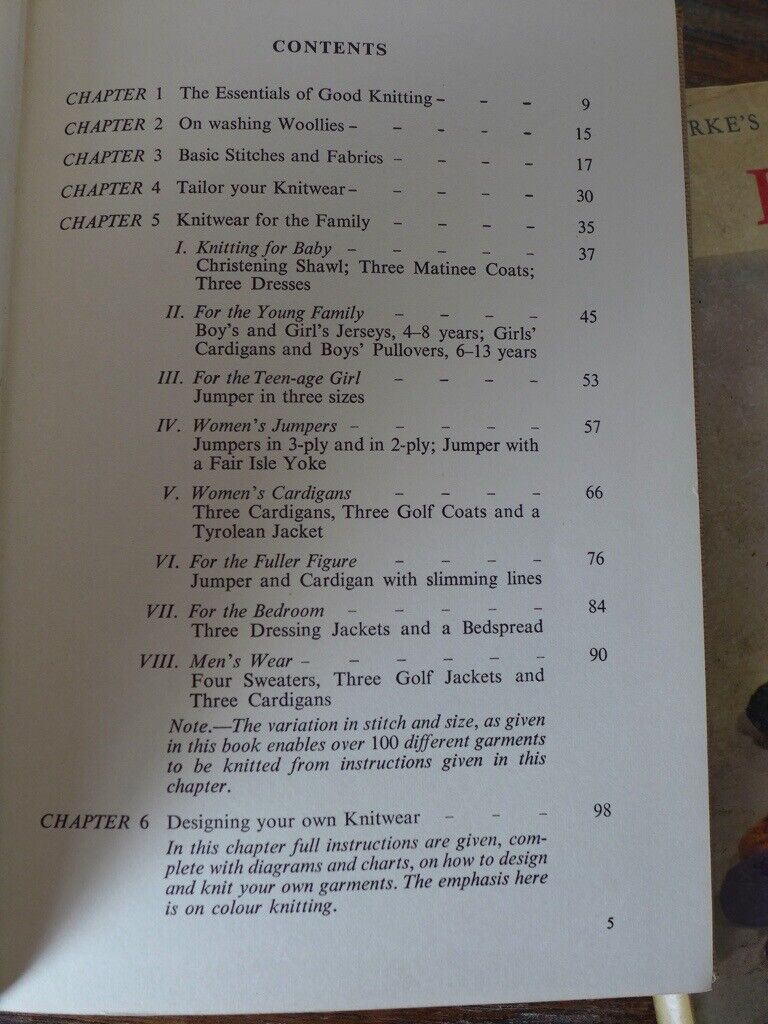 CONTENTS
CHAPTER 1 The Essentials of Good Knitting – – – 9
CHAPTER 2 On washing Woollies – – – – – 15
CHAPTER 3 Basic Stitches and Fabrics – – – – 17
CHAPTER 4 Tailor your Knitwear – – – – – 30
CHAPTER 5 Knitwear for the Family – – – – 35
I. Knitting for Baby – – – – – 37
Christening Shawl; Three Matinee Coats;
Three Dresses
II. For the Young Family – – – – 45
Boy's and Girl's Jerseys, 4–8 years; Girls'
Cardigans and Boys' Pullovers, 6–13 years
III. For the Teen-age Girl – – – – 53
Jumper in three sizes
IV. Women's Jumpers – – – – – 57
Jumpers in 3-ply and in 2-ply; Jumper with
a Fair Isle Yoke
V. Women's Cardigans – – – – 66
Three Cardigans, Three Golf Coats and a
Tyrolean Jacket
VI. For the Fuller Figure – – – – 76
Jumper and Cardigan with slimming lines
VII. For the Bedroom – – – – – 84
Three Dressing Jackets and a Bedspread
VIII. Men's Wear – – – – – – 90
Four Sweaters, Three Golf Jackets and
Three Cardigans
Note.—The variation in stitch and size, as given
in this book enables over 100 different garments
to be knitted from instructions given in this
chapter.
CHAPTER 6 Designing your own Knitwear – – – 98
In this chapter full instructions are given, com-
plete with diagrams and charts, on how to design
and knit your own garments. The emphasis here
is on colour knitting.
5
RKE'S